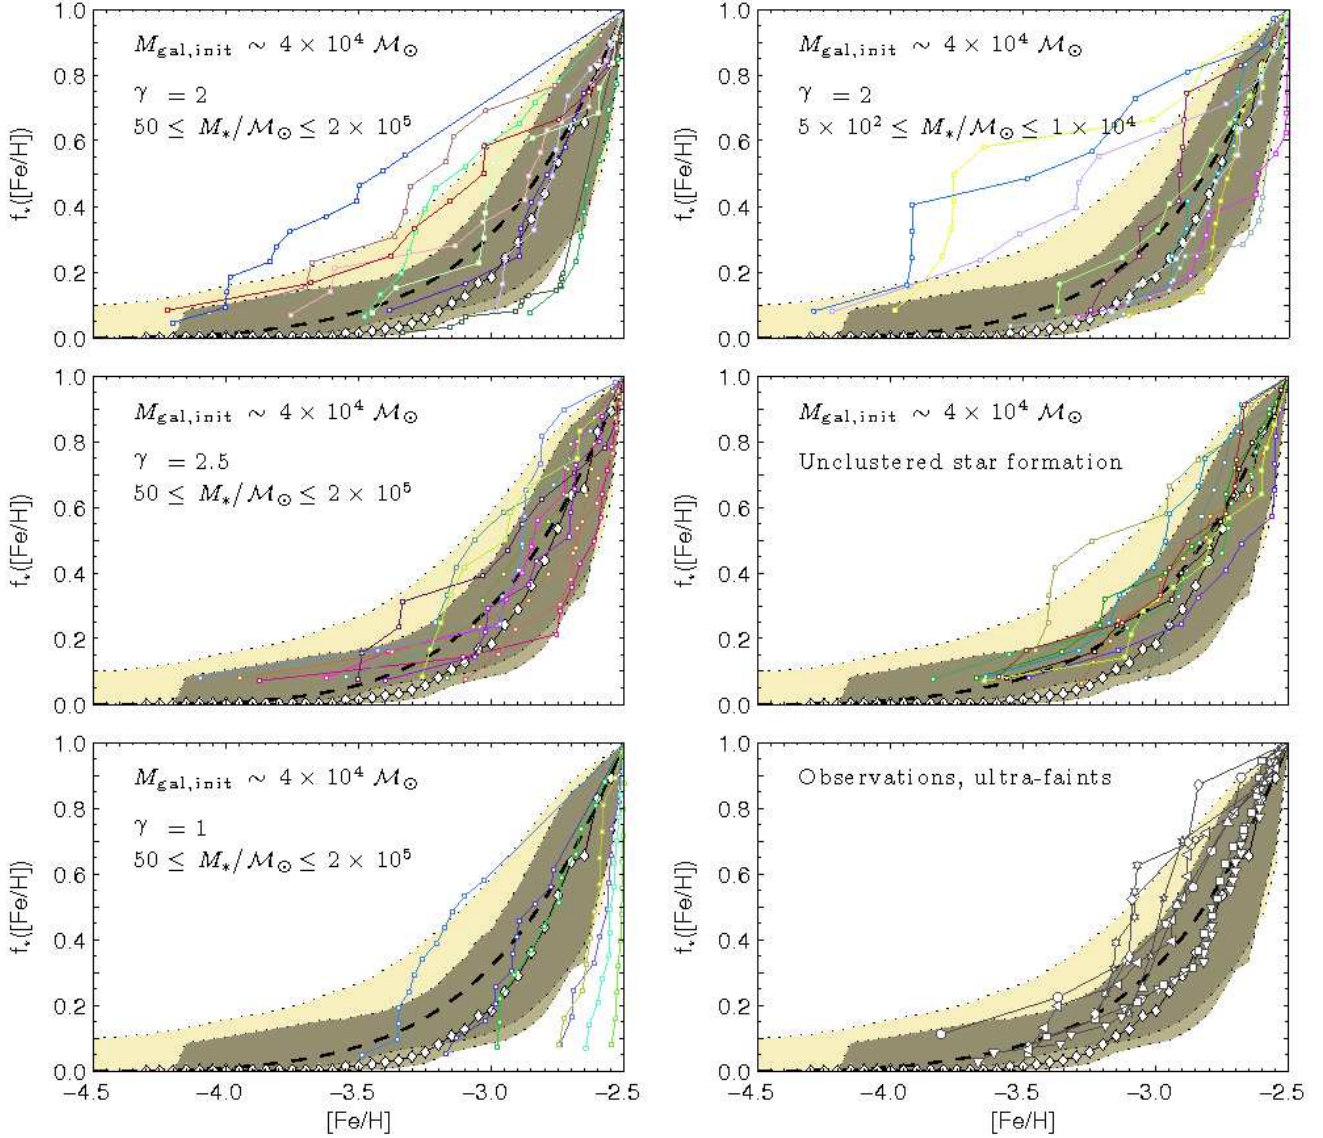 1.0
0.8
0.6
0.4
0.2
0.0
f*([Fe/H])
M_gal,init ~ 4 × 10^4 M_⊙
γ = 2
50 ≤ M_*/M_⊙ ≤ 2 × 10^5
1.0
0.8
0.6
0.4
0.2
0.0
f*([Fe/H])
M_gal,init ~ 4 × 10^4 M_⊙
γ = 2
5 × 10^2 ≤ M_*/M_⊙ ≤ 1 × 10^4
1.0
0.8
0.6
0.4
0.2
0.0
f*([Fe/H])
M_gal,init ~ 4 × 10^4 M_⊙
γ = 2.5
50 ≤ M_*/M_⊙ ≤ 2 × 10^5
1.0
0.8
0.6
0.4
0.2
0.0
f*([Fe/H])
M_gal,init ~ 4 × 10^4 M_⊙
Unclustered star formation
1.0
0.8
0.6
0.4
0.2
0.0
f*([Fe/H])
M_gal,init ~ 4 × 10^4 M_⊙
γ = 1
50 ≤ M_*/M_⊙ ≤ 2 × 10^5
-4.5 -4.0 -3.5 -3.0 -2.5
[Fe/H]
1.0
0.8
0.6
0.4
0.2
0.0
f*([Fe/H])
Observations, ultra-faints
-4.5 -4.0 -3.5 -3.0 -2.5
[Fe/H]